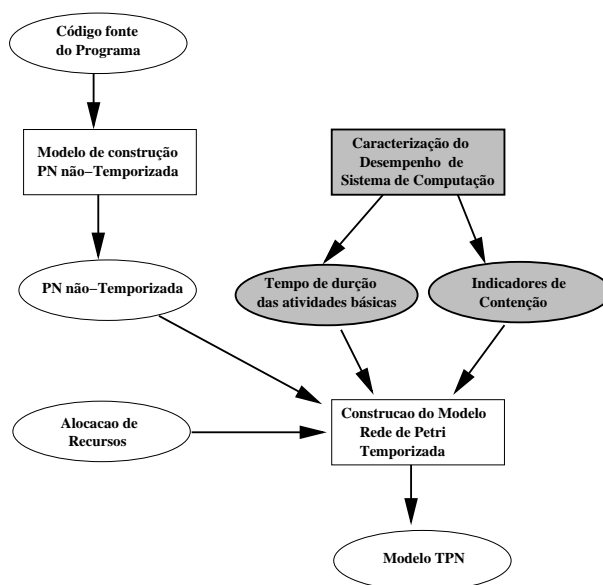 Código fonte
do Programa
Modelo de construção
PN não−Temporizada
Caracterização do
Desempenho de
Sistema de Computação
PN não−Temporizada
Tempo de durção
das atividades básicas
Indicadores de
Contenção
Alocacao de
Recursos
Construcao do Modelo
Rede de Petri
Temporizada
Modelo TPN